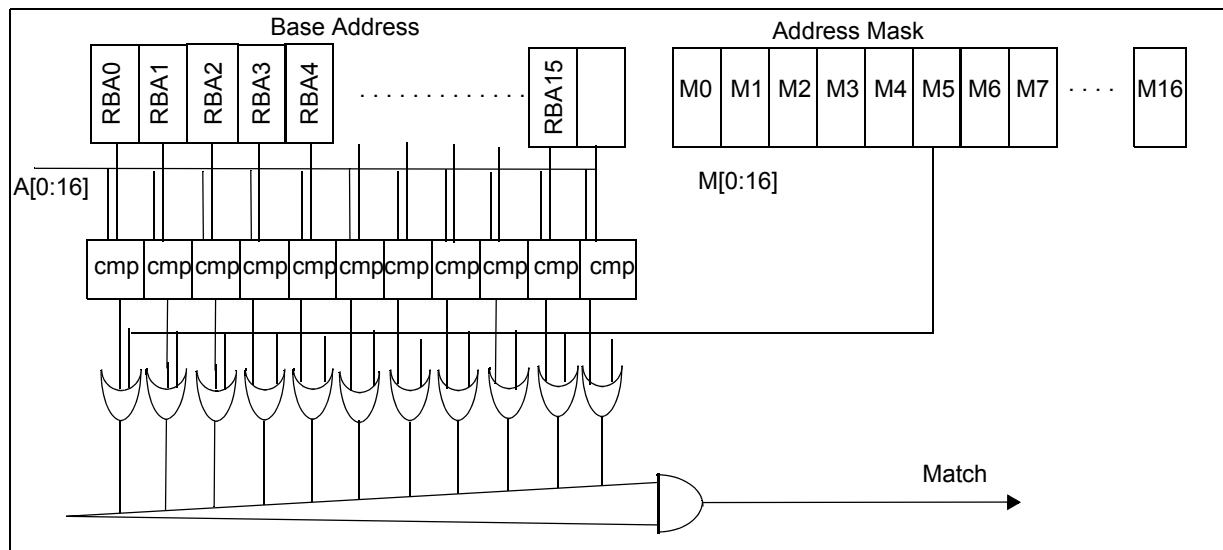 Base Address
Address Mask
RBA0 RBA1 RBA2 RBA3 RBA4 . . . . . . . . . . . . . RBA15
M0 M1 M2 M3 M4 M5 M6 M7 . . . . M16
A[0:16]
M[0:16]
cmp cmp cmp cmp cmp cmp cmp cmp cmp cmp cmp
Match